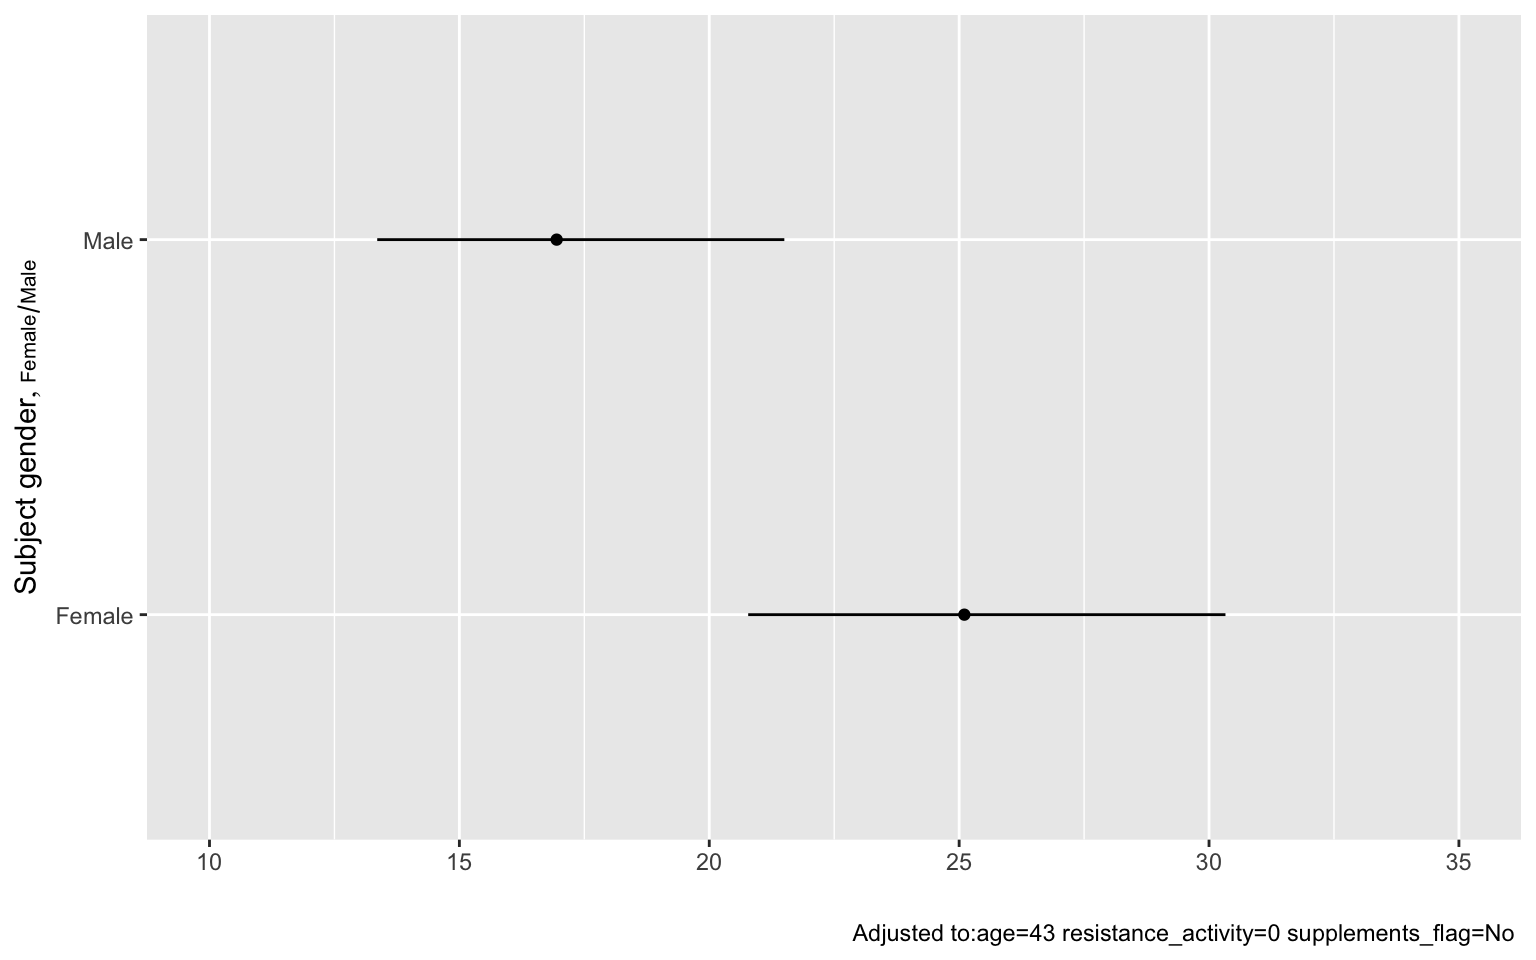 Subject gender, Female/Male
Male
Female
10 15 20 25 30 35
Adjusted to:age=43 resistance_activity=0 supplements_flag=No